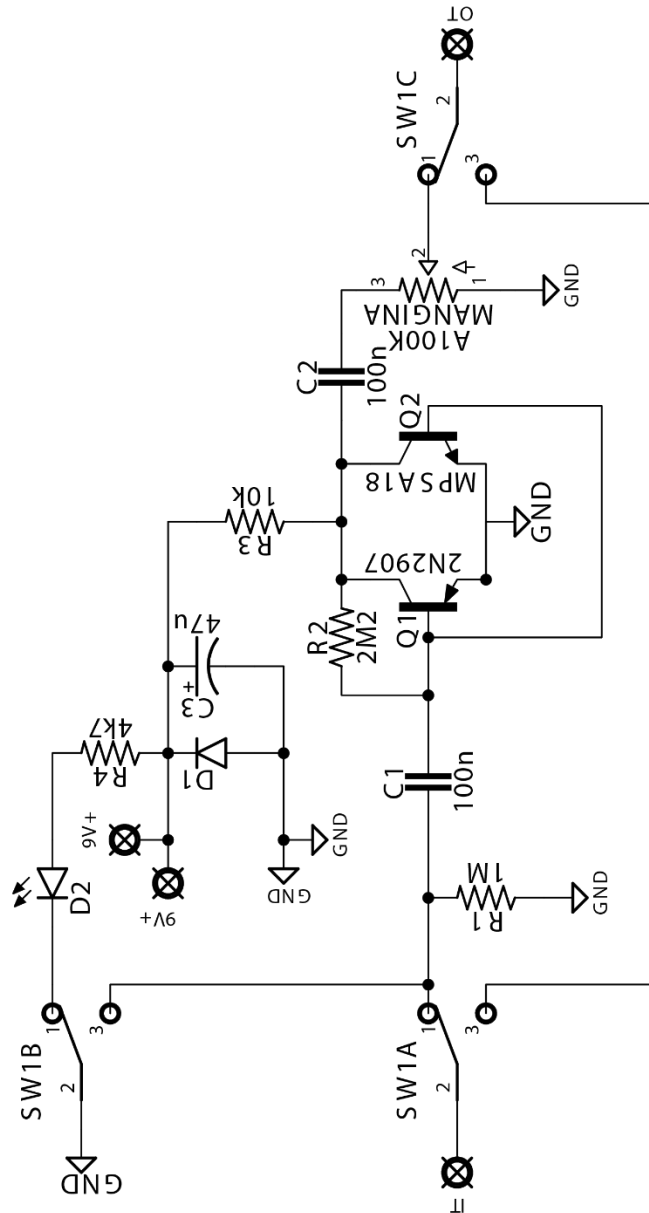 OT
SW1C
2
1
3
2
3
1
MANGINA
A100K
GND
C2
100n
Q2
MPSA18
R3
10k
GND
2N2907
Q1
R2
2M2
C3
+
47u
R4
4k7
D1
9V+
9V+
GND
GND
C1
100n
D2
R1
1M
GND
SW1B
1
3
2
GND
SW1A
1
3
2
IT